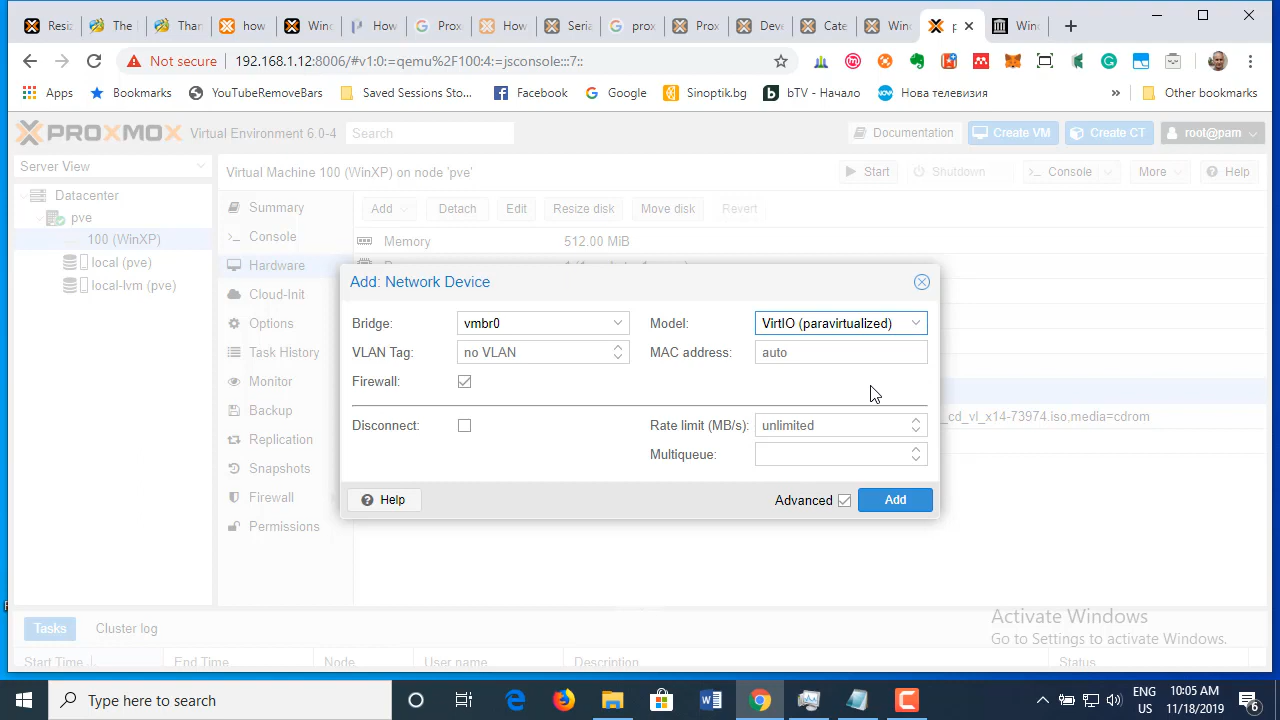 Resi
The
Thar
how
Winc
How
Prox
How
Seria
prox
Prox
Deve
Cate
Winc
p
Winc
Not secure 192.168.1.12:8006/#v1:0:=qemu%2F100:4:=jsconsole:::7::
Apps
Bookmarks
YouTubeRemoveBars
Saved Sessions Sto...
Facebook
Google
Sinoptik.bg
bTV - Начало
Нова телевизия
»
Other bookmarks
PROXMOX Virtual Environment 6.0-4
Search
Documentation
Create VM
Create CT
root@pam
Server View
Virtual Machine 100 (WinXP) on node 'pve'
Start
Shutdown
Console
More
Help
Datacenter
pve
100 (WinXP)
local (pve)
local-lvm (pve)
Summary
Console
Hardware
Cloud-Init
Options
Task History
Monitor
Backup
Replication
Snapshots
Firewall
Permissions
Add
Detach
Edit
Resize disk
Move disk
Revert
Memory 512.00 MiB
_cd_vl_x14-73974.iso,media=cdrom
Add: Network Device
Bridge: vmbr0
Model: VirtIO (paravirtualized)
VLAN Tag: no VLAN
MAC address: auto
Firewall:
Disconnect:
Rate limit (MB/s): unlimited
Multiqueue:
Help
Advanced
Add
Activate Windows
Go to Settings to activate Windows.
Tasks
Cluster log
Start Time
End Time
Node
User name
Description
Status
Type here to search
ENG
US
10:05 AM
11/18/2019
6